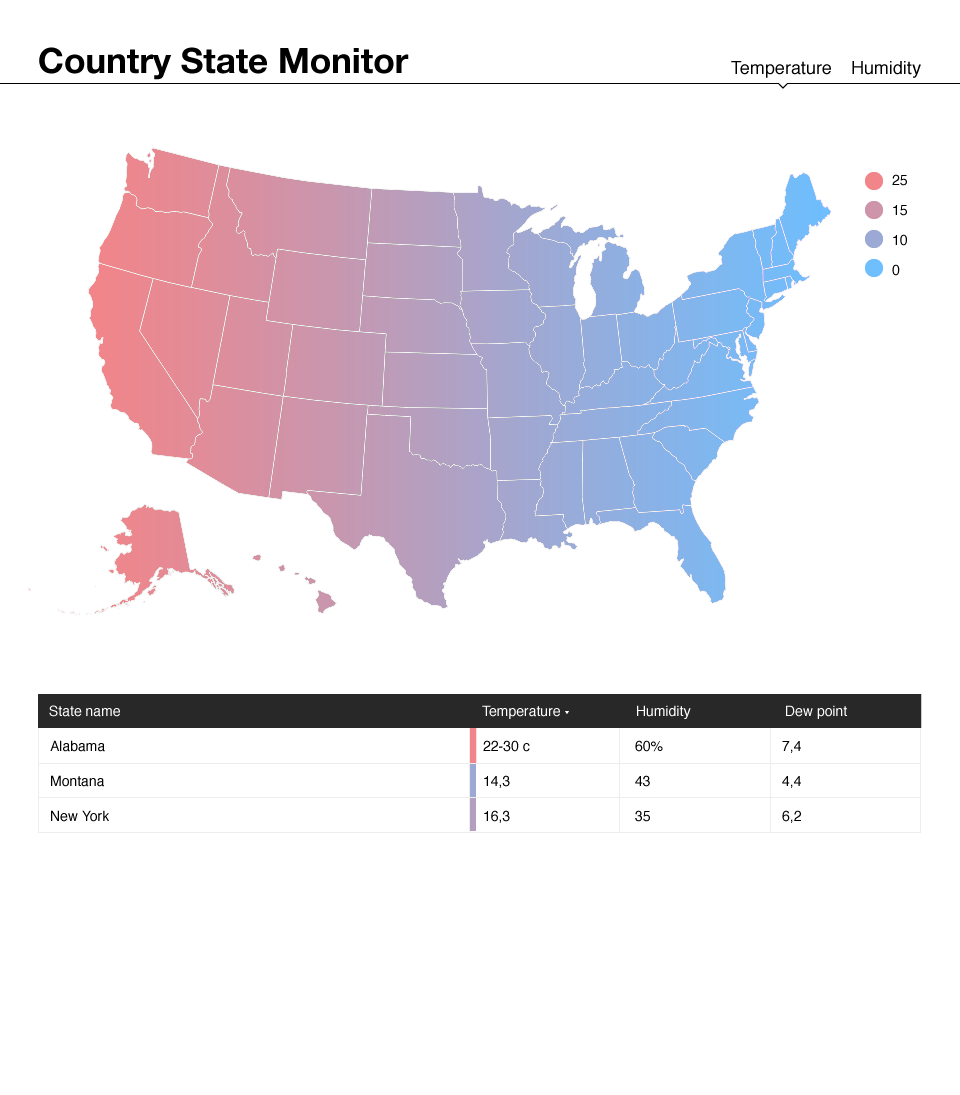 Country State Monitor
Temperature Humidity
25
15
10
0
State name Temperature ▾ Humidity Dew point
Alabama 22-30 c 60% 7,4
Montana 14,3 43 4,4
New York 16,3 35 6,2